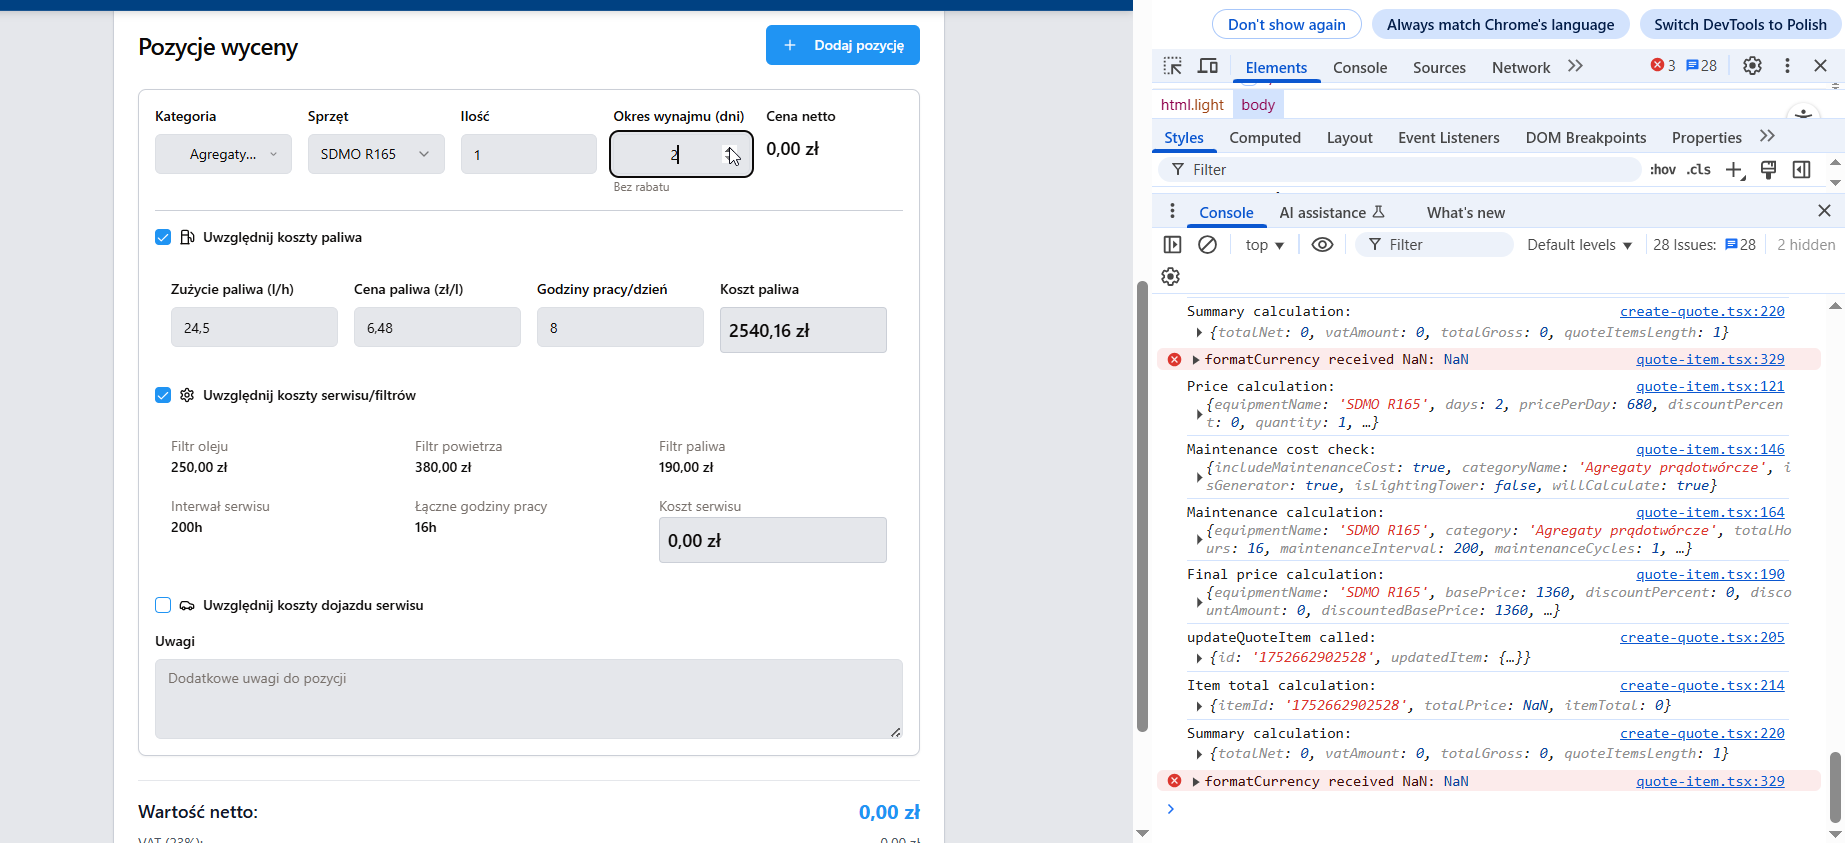 Pozycje wyceny
+ Dodaj pozycję
Kategoria
Sprzęt
Ilość
Okres wynajmu (dni)
Cena netto
Agregaty...
SDMO R165
1
2
0,00 zł
Bez rabatu
Uwzględnij koszty paliwa
Zużycie paliwa (l/h)
Cena paliwa (zł/l)
Godziny pracy/dzień
Koszt paliwa
24,5
6,48
8
2540,16 zł
Uwzględnij koszty serwisu/filtrów
Filtr oleju
Filtr powietrza
Filtr paliwa
250,00 zł
380,00 zł
190,00 zł
Interwał serwisu
Łączne godziny pracy
Koszt serwisu
200h
16h
0,00 zł
Uwzględnij koszty dojazdu serwisu
Uwagi
Dodatkowe uwagi do pozycji
Wartość netto:
0,00 zł
VAT (23%):
0,00 zł
Don't show again
Always match Chrome's language
Switch DevTools to Polish
Elements
Console
Sources
Network
3
28
html.light
body
Styles
Computed
Layout
Event Listeners
DOM Breakpoints
Properties
Filter
:hov
.cls
Console
AI assistance
What's new
top
Filter
Default levels
28 Issues:
28
2 hidden
Summary calculation:
create-quote.tsx:220
{totalNet: 0, vatAmount: 0, totalGross: 0, quoteItemsLength: 1}
formatCurrency received NaN: NaN
quote-item.tsx:329
Price calculation:
quote-item.tsx:121
{equipmentName: 'SDMO R165', days: 2, pricePerDay: 680, discountPercen
t: 0, quantity: 1, …}
Maintenance cost check:
quote-item.tsx:146
{includeMaintenanceCost: true, categoryName: 'Agregaty prądotwórcze', i
sGenerator: true, isLightingTower: false, willCalculate: true}
Maintenance calculation:
quote-item.tsx:164
{equipmentName: 'SDMO R165', category: 'Agregaty prądotwórcze', totalHo
urs: 16, maintenanceInterval: 200, maintenanceCycles: 1, …}
Final price calculation:
quote-item.tsx:190
{equipmentName: 'SDMO R165', basePrice: 1360, discountPercent: 0, disco
untAmount: 0, discountedBasePrice: 1360, …}
updateQuoteItem called:
create-quote.tsx:205
{id: '1752662902528', updatedItem: {…}}
Item total calculation:
create-quote.tsx:214
{itemId: '1752662902528', totalPrice: NaN, itemTotal: 0}
Summary calculation:
create-quote.tsx:220
{totalNet: 0, vatAmount: 0, totalGross: 0, quoteItemsLength: 1}
formatCurrency received NaN: NaN
quote-item.tsx:329